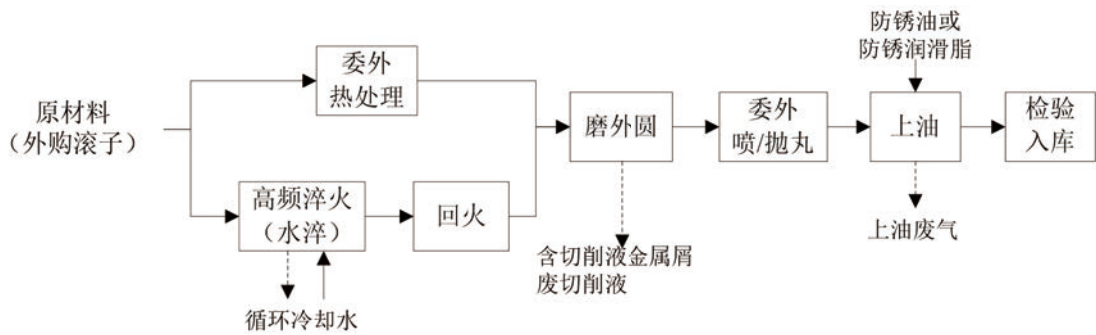 防锈油或
防锈润滑脂
委外
热处理
原材料
（外购滚子）
磨外圆
委外
喷/抛丸
上油
检验
入库
高频淬火
（水淬）
回火
上油废气
含切削液金属屑
废切削液
循环冷却水